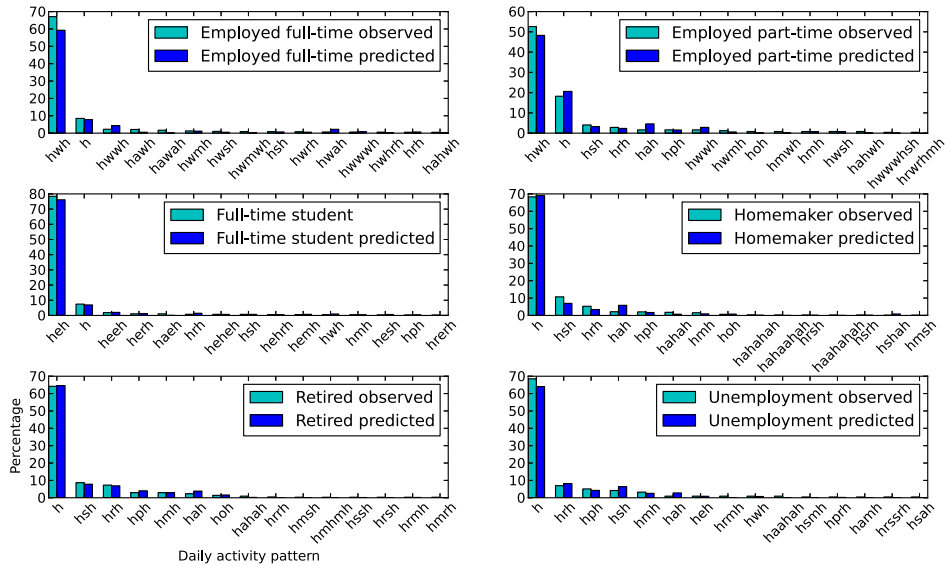 70
60
50
40
30
20
10
0
Employed full-time observed
Employed full-time predicted
hwh h hwwh hawh hawah hwmh hwsh hwmwh hsh hwrh hwah hwwwh hwhrh hrh hahwh
60
50
40
30
20
10
0
Employed part-time observed
Employed part-time predicted
hwh h hsh hrh hah hph hwwh hwmh hoh hmwh hmh hwsh hahwh hwwwhsh hrwrhmh
80
70
60
50
40
30
20
10
0
Full-time student
Full-time student predicted
heh h heeh herh haeh hrh heheh hsh hehrh hemh hwh hmh hesh hph hrerh
70
60
50
40
30
20
10
0
Homemaker observed
Homemaker predicted
h hsh hrh hah hph hahah hmh hoh hahahah hahaahah hrsh hsrh hshah hmsh
Percentage
70
60
50
40
30
20
10
0
Retired observed
Retired predicted
h hsh hrh hph hmh hah hoh hahah hrrh hmsh hmhmh hssh hrsh hrmh hmrh
Daily activity pattern
70
60
50
40
30
20
10
0
Unemployment observed
Unemployment predicted
h hrh hph hsh hmh hah heh hrmh hwh haahah hsmh hprh hamh hrssrh hsah